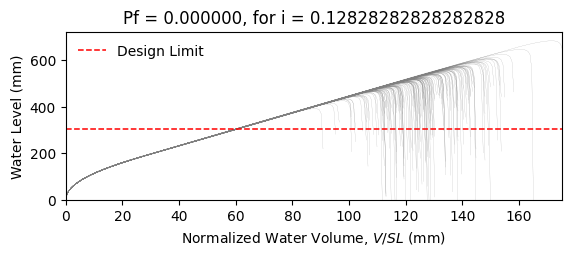 Pf = 0.000000, for i = 0.12828282828282828
Design Limit
Water Level (mm)
600
400
200
0
0 20 40 60 80 100 120 140 160
Normalized Water Volume, V/SL (mm)